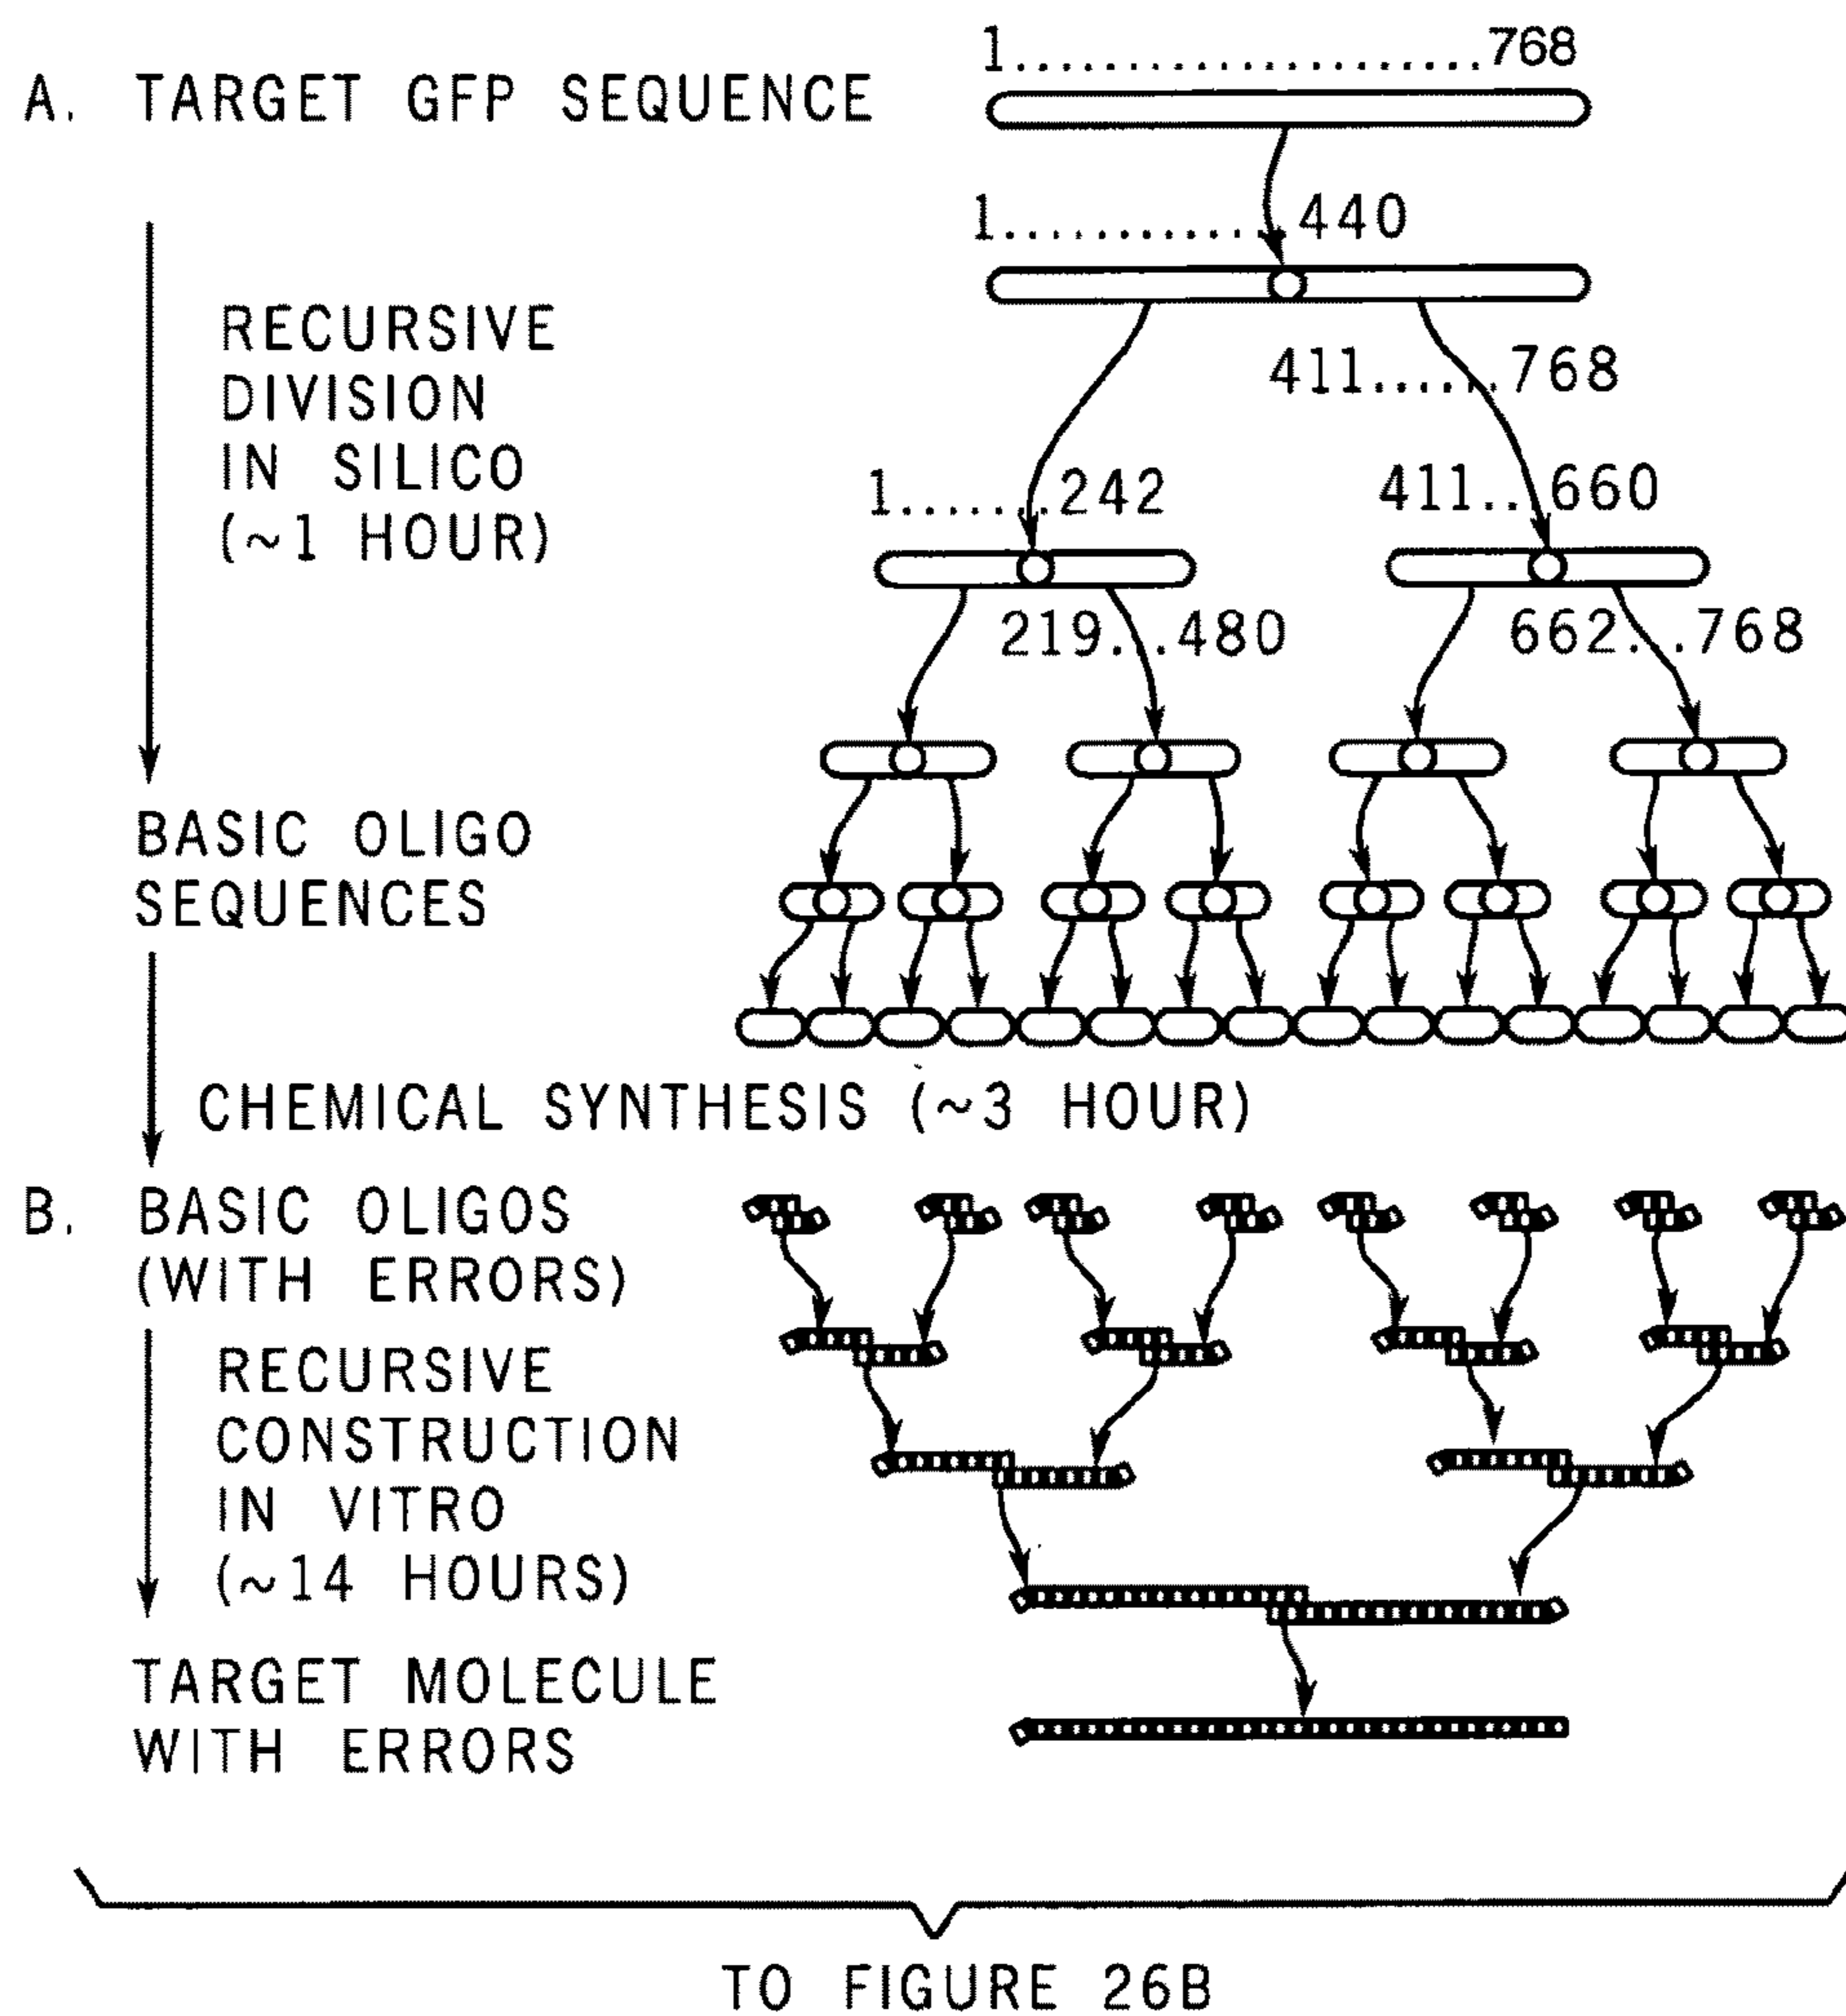 1.......................768
A. TARGET GFP SEQUENCE
1.............440
RECURSIVE
DIVISION
IN SILICO
(~1 HOUR)
411......768
1.......242
411...660
219...480
662...768
BASIC OLIGO
SEQUENCES
CHEMICAL SYNTHESIS (~3 HOUR)
B. BASIC OLIGOS
(WITH ERRORS)
RECURSIVE
CONSTRUCTION
IN VITRO
(~14 HOURS)
TARGET MOLECULE
WITH ERRORS
TO FIGURE 26B